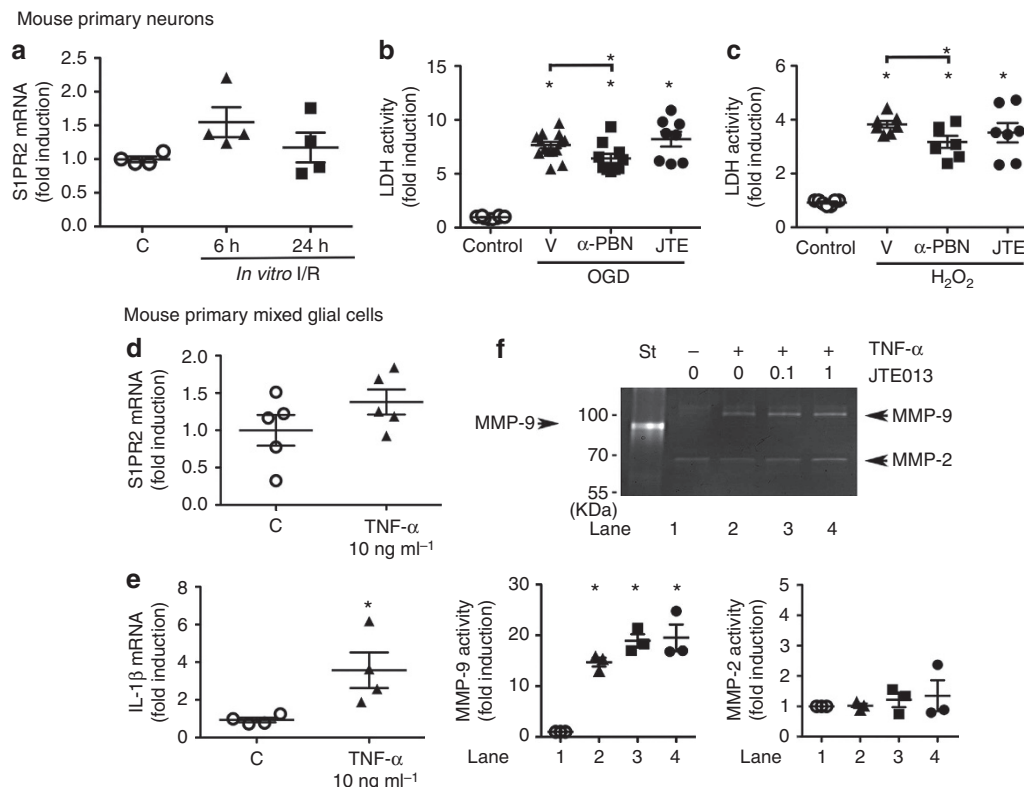 Mouse primary neurons
a
S1PR2 mRNA
(fold induction)
2.5
2.0
1.5
1.0
0.5
0.0
C
6 h
24 h
In vitro I/R
b
LDH activity
(fold induction)
15
10
5
0
*
*
*
*
Control
V
α-PBN
JTE
OGD
c
LDH activity
(fold induction)
6
4
2
0
*
*
*
*
Control
V
α-PBN
JTE
H₂O₂
Mouse primary mixed glial cells
d
S1PR2 mRNA
(fold induction)
2.0
1.5
1.0
0.5
0.0
C
TNF-α
10 ng ml⁻¹
f
St – + + + TNF-α
0 0 0.1 1 JTE013
MMP-9
100
70
55
(KDa)
MMP-9
MMP-2
Lane 1 2 3 4
e
IL-1β mRNA
(fold induction)
8
6
4
2
0
*
C
TNF-α
10 ng ml⁻¹
MMP-9 activity
(fold induction)
30
20
10
0
* * *
Lane 1 2 3 4
MMP-2 activity
(fold induction)
5
4
3
2
1
0
Lane 1 2 3 4